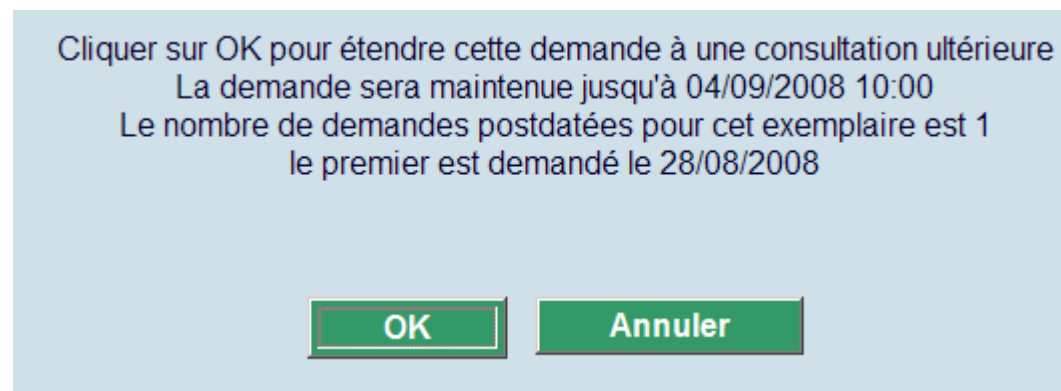 Cliquer sur OK pour étendre cette demande à une consultation ultérieure
La demande sera maintenue jusqu'à 04/09/2008 10:00
Le nombre de demandes postdatées pour cet exemplaire est 1
le premier est demandé le 28/08/2008
OK
Annuler